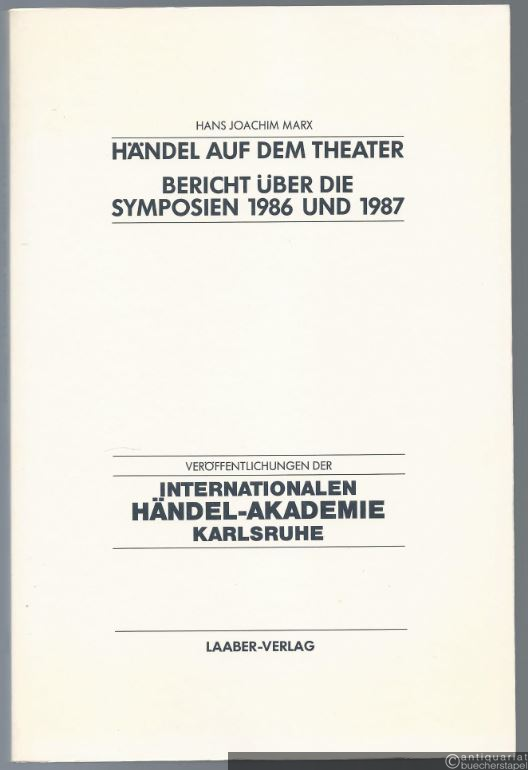 HANS JOACHIM MARX
HÄNDEL AUF DEM THEATER
BERICHT ÜBER DIE
SYMPOSIEN 1986 UND 1987
VERÖFFENTLICHUNGEN DER
INTERNATIONALEN
HÄNDEL-AKADEMIE
KARLSRUHE
LAABER-VERLAG
©antiquariat
buecherstapel